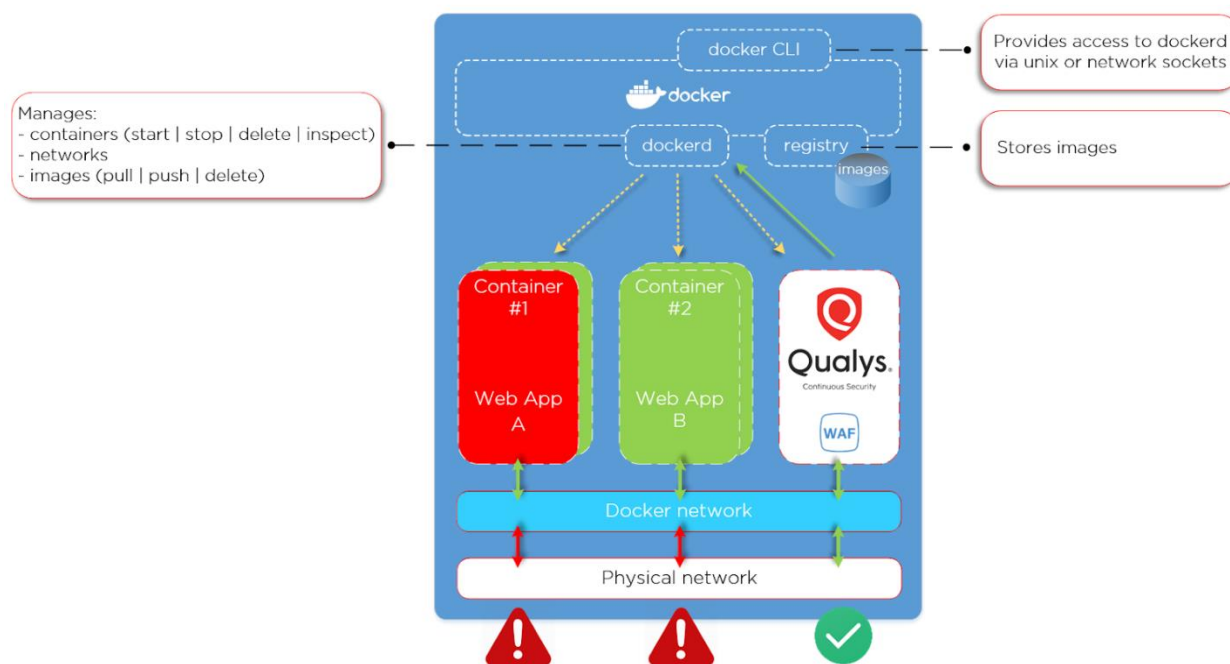 docker CLI
Provides access to dockerd
via unix or network sockets
docker
Manages:
- containers (start | stop | delete | inspect)
- networks
- images (pull | push | delete)
dockerd
registry
images
Stores images
Container
#1
Web App
A
Container
#2
Web App
B
Qualys.
Continuous Security
WAF
Docker network
Physical network